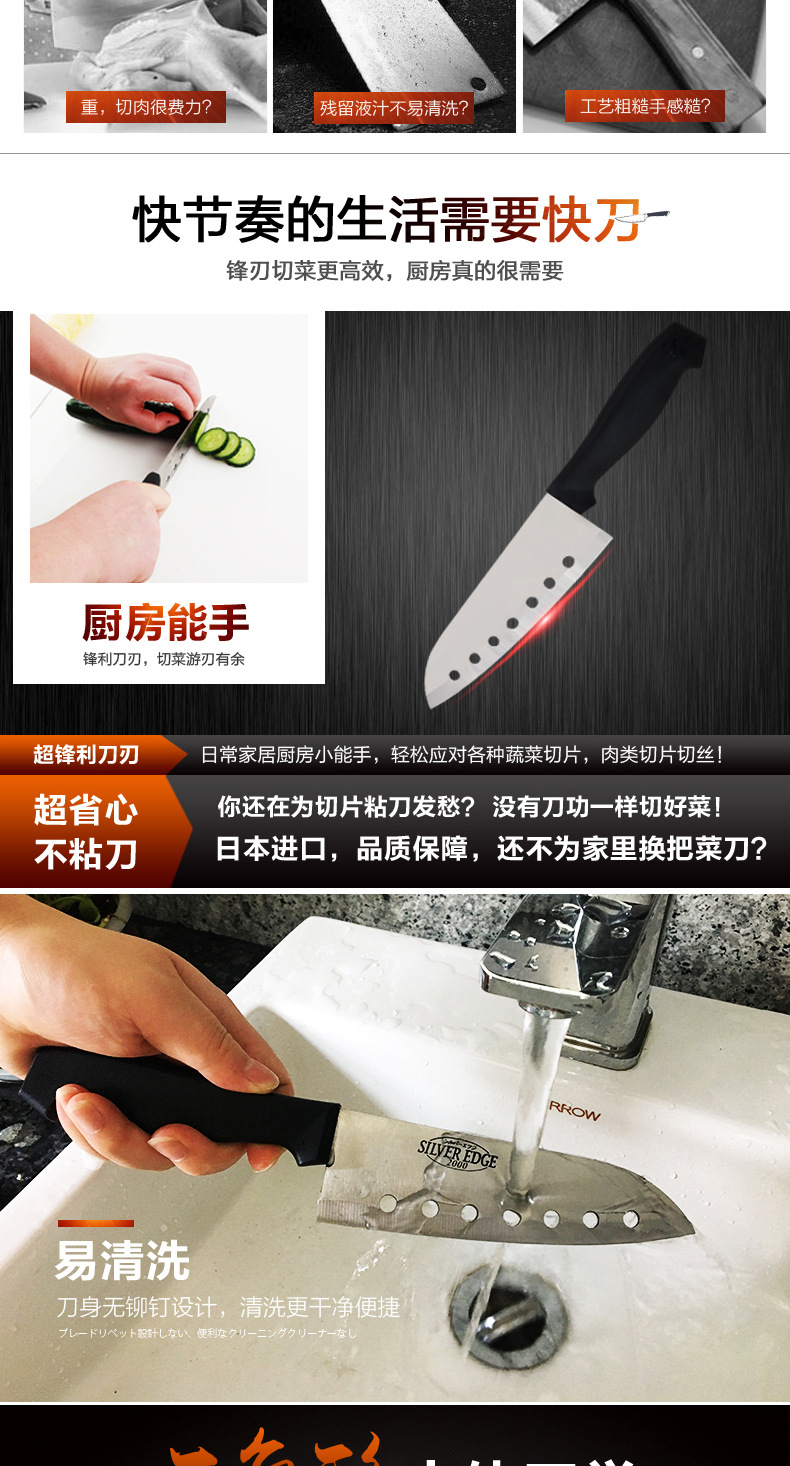 重，切肉很费力？
残留液汁不易清洗？
工艺粗糙手感糙？
快节奏的生活需要快刀
锋刃切菜更高效，厨房真的很需要
厨房能手
锋利刀刃，切菜游刃有余
超锋利刀刃
日常家居厨房小能手，轻松应对各种蔬菜切片，肉类切片切丝！
超省心
不粘刀
你还在为切片粘刀发愁？ 没有刀功一样切好菜！
日本进口，品质保障，还不为家里换把菜刀？
RROW
シルバーエッジ
SILVER EDGE
2000
易清洗
刀身无铆钉设计，清洗更干净便捷
ブレードリベット設計しない、便利なクリーニングクリーナーなし